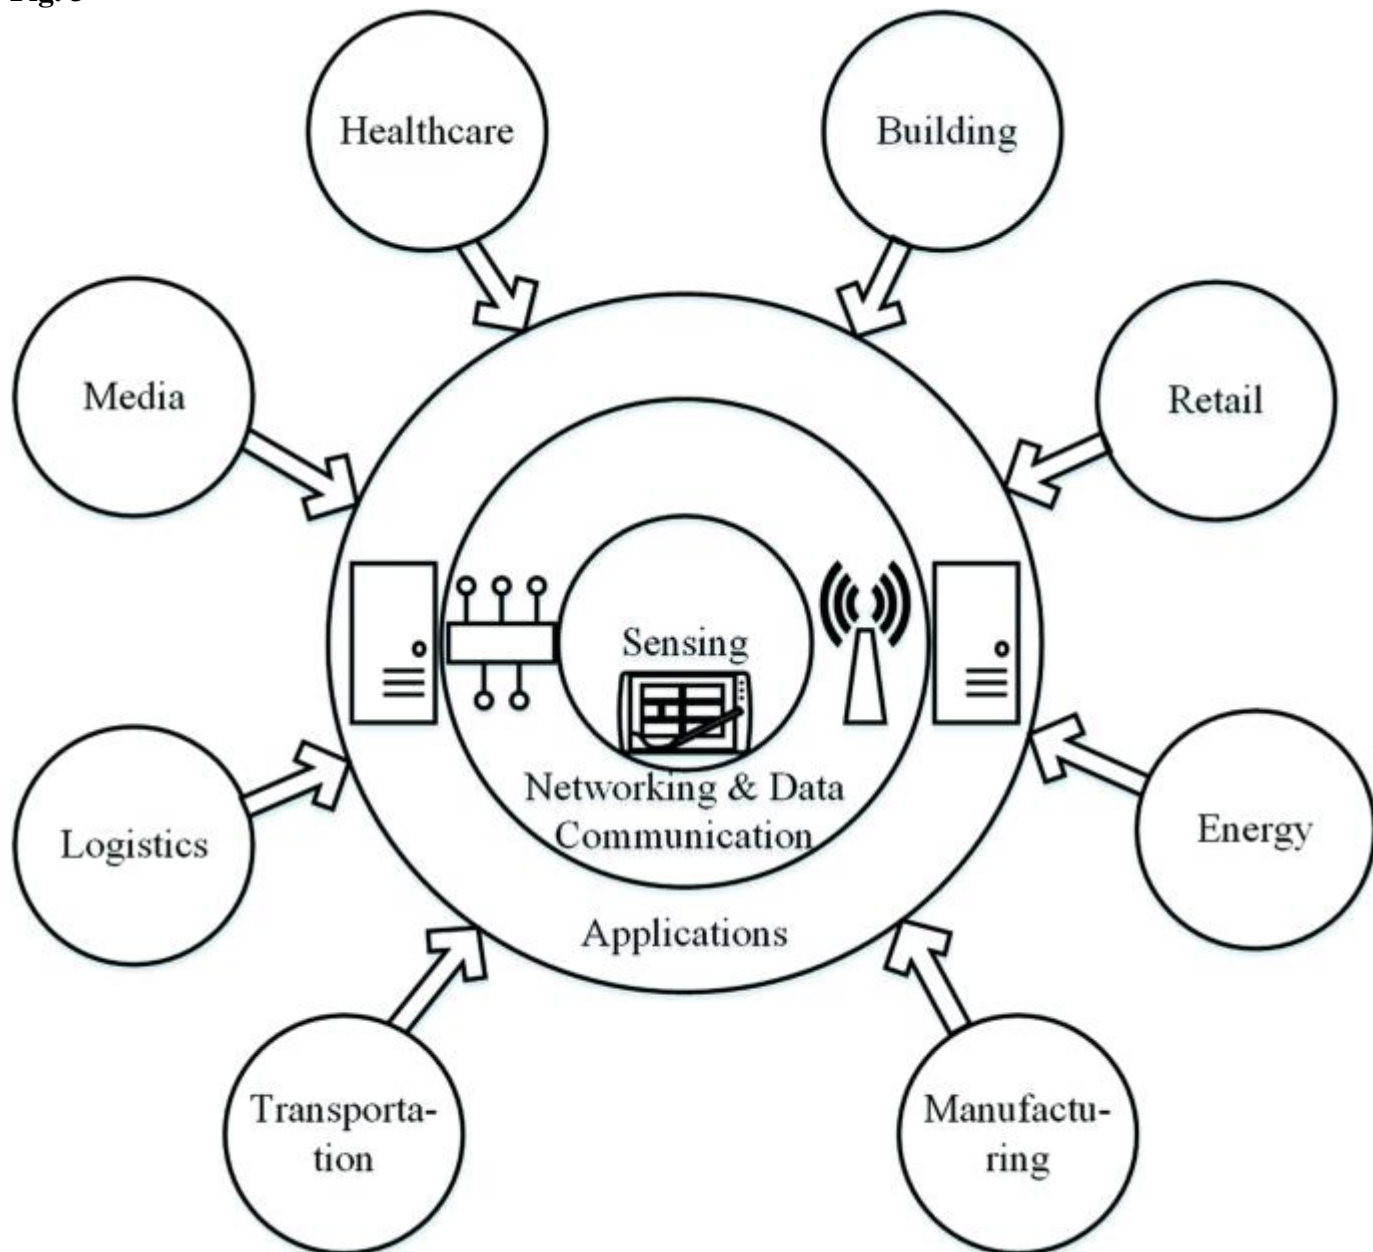 Healthcare
Building
Media
Retail
Sensing
Networking & Data
Communication
Logistics
Energy
Applications
Transporta-
tion
Manufactu-
ring